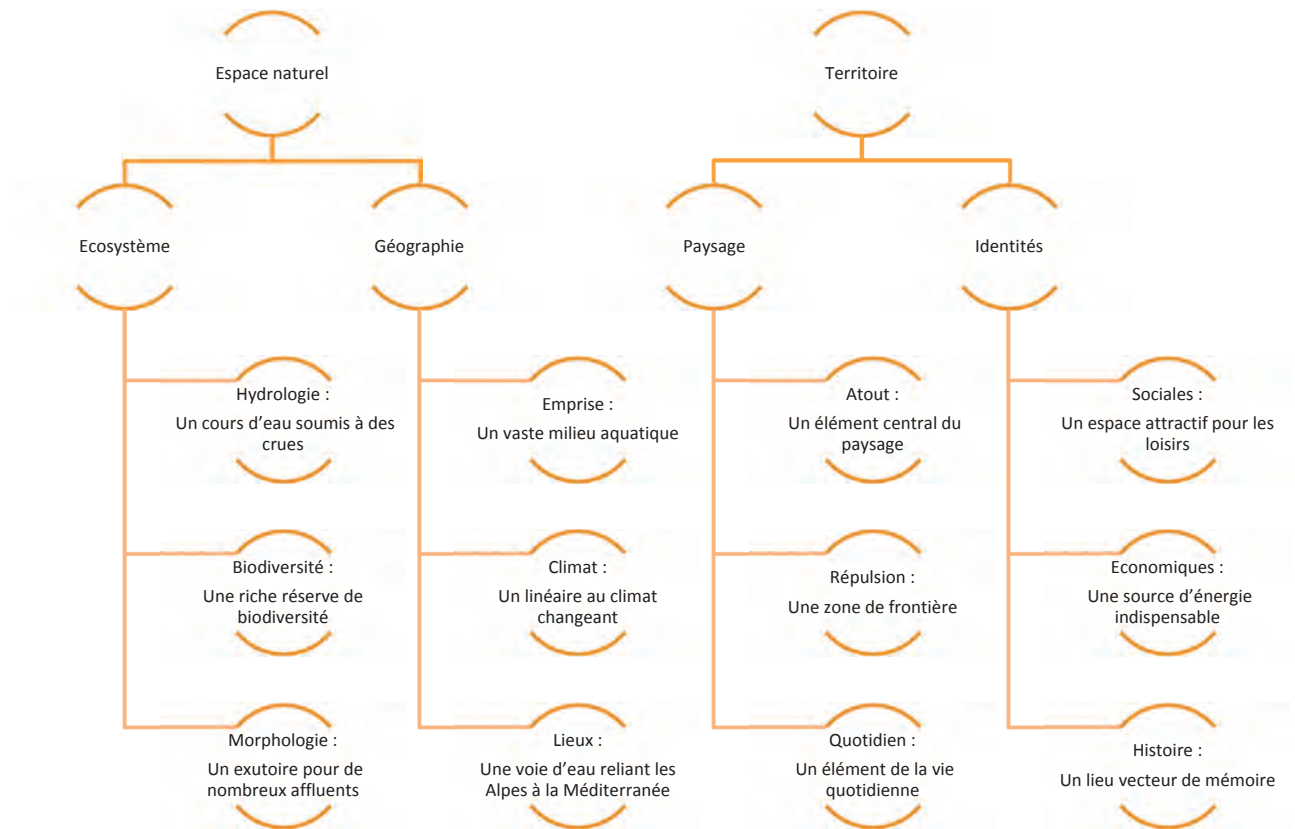 Espace naturel
Territoire
Ecosystème
Géographie
Paysage
Identités
Hydrologie :
Un cours d’eau soumis à des
crues
Emprise :
Un vaste milieu aquatique
Atout :
Un élément central du
paysage
Sociales :
Un espace attractif pour les
loisirs
Biodiversité :
Une riche réserve de
biodiversité
Climat :
Un linéaire au climat
changeant
Répulsion :
Une zone de frontière
Economiques :
Une source d’énergie
indispensable
Morphologie :
Un exutoire pour de
nombreux affluents
Lieux :
Une voie d’eau reliant les
Alpes à la Méditerranée
Quotidien :
Un élément de la vie
quotidienne
Histoire :
Un lieu vecteur de mémoire